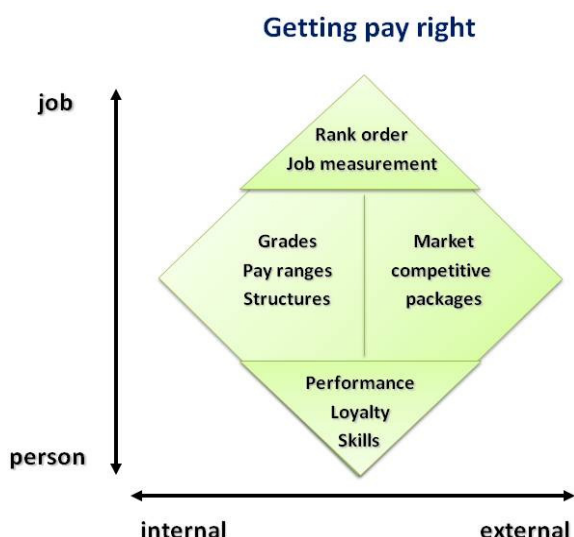 Getting pay right
job
Rank order
Job measurement
Grades
Pay ranges
Structures
Market
competitive
packages
Performance
Loyalty
Skills
person
internal
external